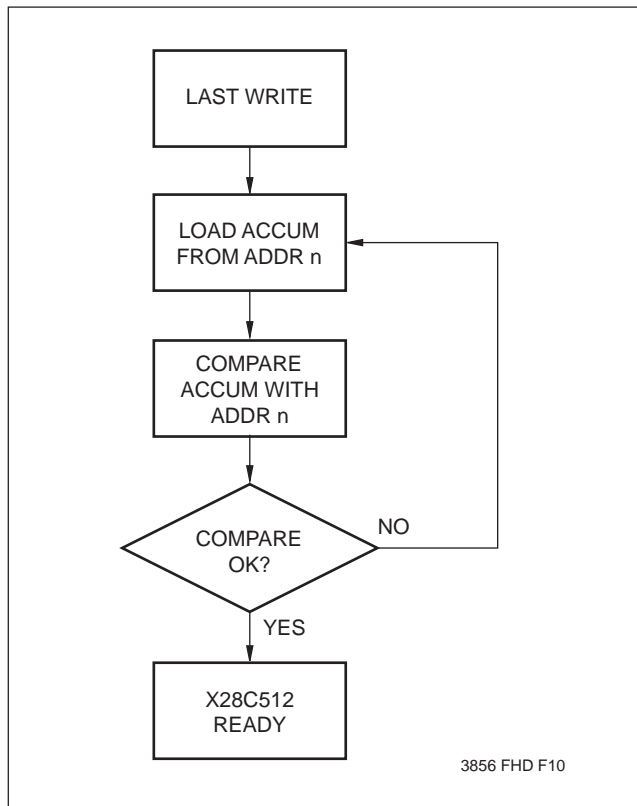 LAST WRITE
LOAD ACCUM
FROM ADDR n
COMPARE
ACCUM WITH
ADDR n
COMPARE
OK?
NO
YES
X28C512
READY
3856 FHD F10